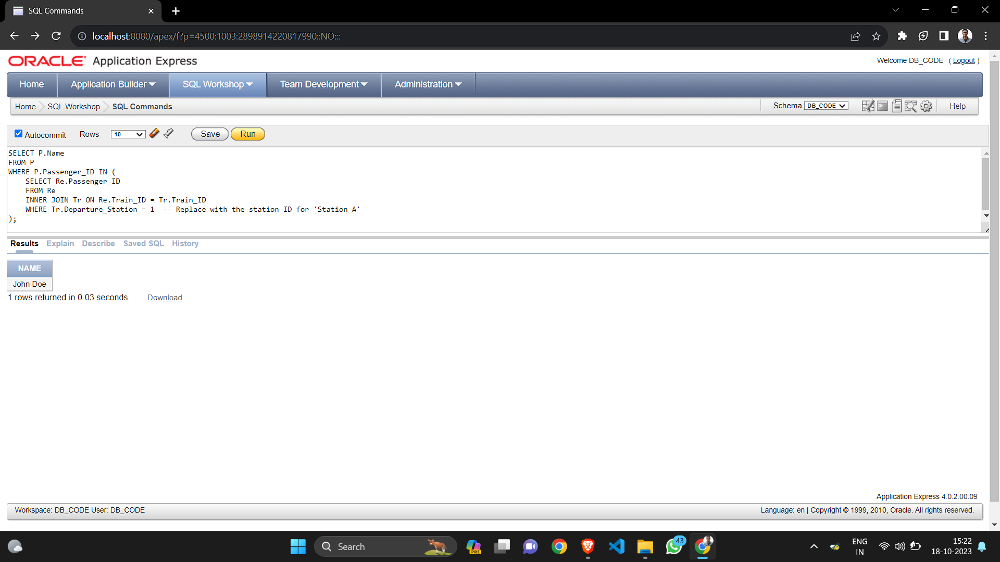 SQL Commands
localhost:8080/apex/f?p=4500:1003:2898914220817990::NO:::
ORACLE Application Express
Welcome DB_CODE ( Logout )
Home Application Builder SQL Workshop Team Development Administration
Home SQL Workshop SQL Commands Schema DB_CODE Help
Autocommit Rows 10 Save Run
SELECT P.Name
FROM P
WHERE P.Passenger_ID IN (
    SELECT Re.Passenger_ID
    FROM Re
    INNER JOIN Tr ON Re.Train_ID = Tr.Train_ID
    WHERE Tr.Departure_Station = 1  -- Replace with the station ID for 'Station A'
);
Results Explain Describe Saved SQL History
NAME
John Doe
1 rows returned in 0.03 seconds Download
Application Express 4.0.2.00.09
Workspace: DB_CODE User: DB_CODE Language: en | Copyright © 1999, 2010, Oracle. All rights reserved.
Search PRE 43 ENG 15:22
IN 18-10-2023